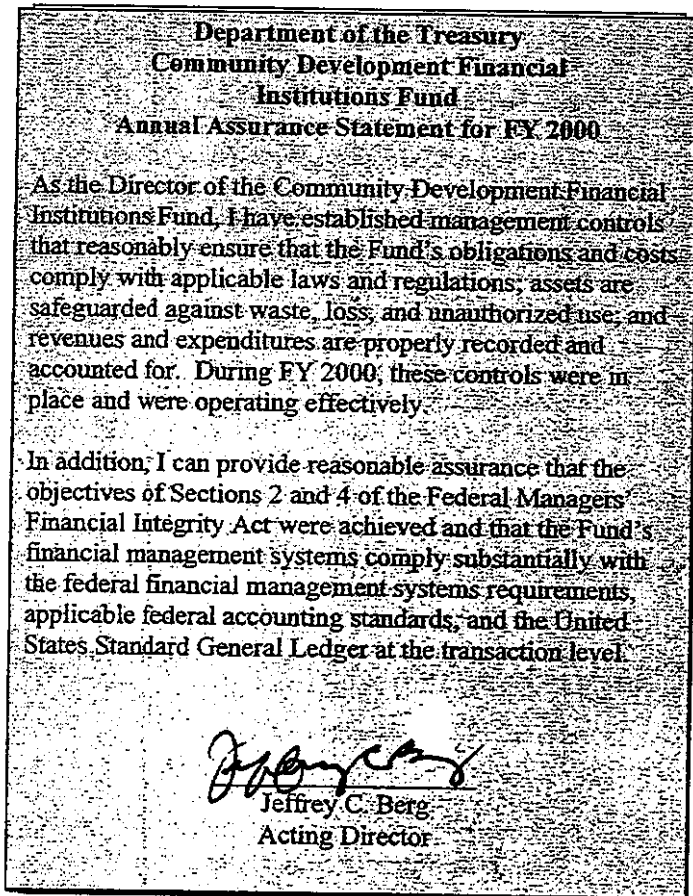 Department of the Treasury
Community Development Financial
Institutions Fund
Annual Assurance Statement for FY 2000
As the Director of the Community Development Financial
Institutions Fund, I have established management controls
that reasonably ensure that the Fund's obligations and costs
comply with applicable laws and regulations; assets are
safeguarded against waste, loss, and unauthorized use; and
revenues and expenditures are properly recorded and
accounted for. During FY 2000, these controls were in
place and were operating effectively.
In addition, I can provide reasonable assurance that the
objectives of Sections 2 and 4 of the Federal Managers'
Financial Integrity Act were achieved and that the Fund's
financial management systems comply substantially with
the federal financial management systems requirements,
applicable federal accounting standards, and the United
States Standard General Ledger at the transaction level.
Jeffrey C. Berg
Jeffrey C. Berg
Acting Director